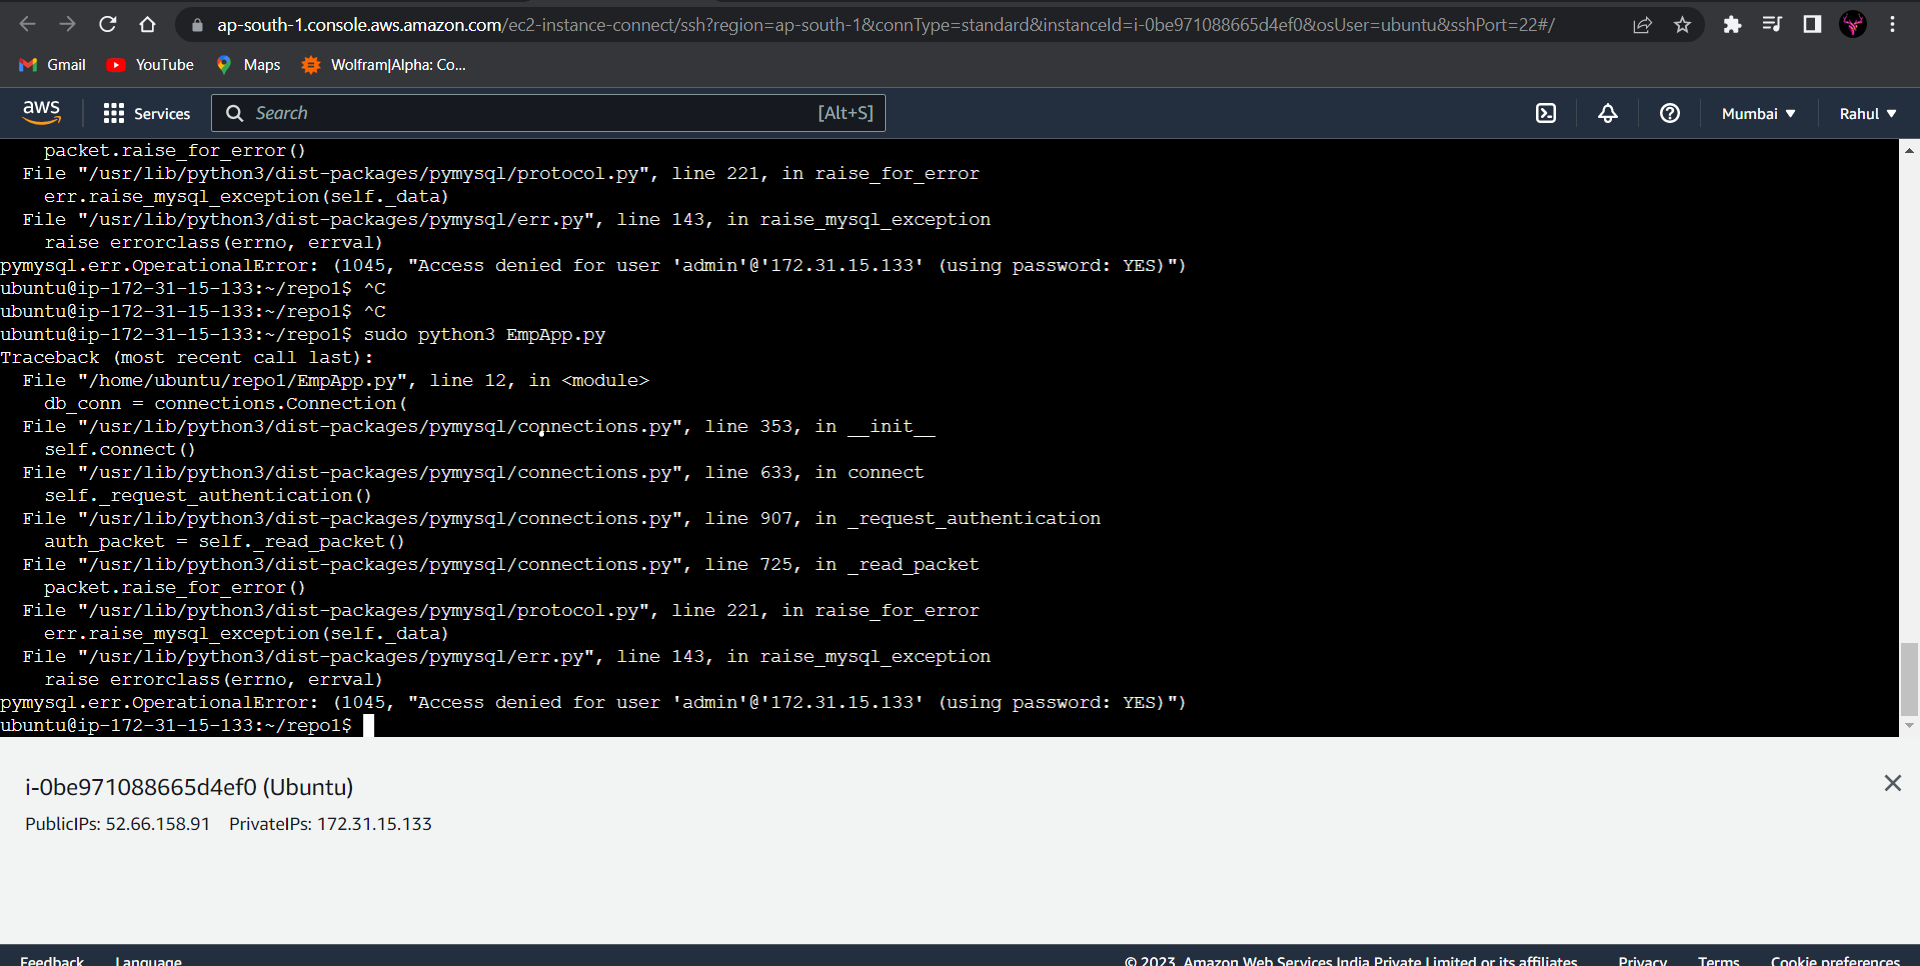 ap-south-1.console.aws.amazon.com/ec2-instance-connect/ssh?region=ap-south-1&connType=standard&instanceId=i-0be971088665d4ef0&osUser=ubuntu&sshPort=22#/
Gmail YouTube Maps Wolfram|Alpha: Co...
aws Services Search [Alt+S] Mumbai Rahul
packet.raise_for_error()
File "/usr/lib/python3/dist-packages/pymysql/protocol.py", line 221, in raise_for_error
err.raise_mysql_exception(self._data)
File "/usr/lib/python3/dist-packages/pymysql/err.py", line 143, in raise_mysql_exception
raise errorclass(errno, errval)
pymysql.err.OperationalError: (1045, "Access denied for user 'admin'@'172.31.15.133' (using password: YES)")
ubuntu@ip-172-31-15-133:~/repo1$ ^C
ubuntu@ip-172-31-15-133:~/repo1$ ^C
ubuntu@ip-172-31-15-133:~/repo1$ sudo python3 EmpApp.py
Traceback (most recent call last):
File "/home/ubuntu/repo1/EmpApp.py", line 12, in <module>
db_conn = connections.Connection(
File "/usr/lib/python3/dist-packages/pymysql/connections.py", line 353, in __init__
self.connect()
File "/usr/lib/python3/dist-packages/pymysql/connections.py", line 633, in connect
self._request_authentication()
File "/usr/lib/python3/dist-packages/pymysql/connections.py", line 907, in _request_authentication
auth_packet = self._read_packet()
File "/usr/lib/python3/dist-packages/pymysql/connections.py", line 725, in _read_packet
packet.raise_for_error()
File "/usr/lib/python3/dist-packages/pymysql/protocol.py", line 221, in raise_for_error
err.raise_mysql_exception(self._data)
File "/usr/lib/python3/dist-packages/pymysql/err.py", line 143, in raise_mysql_exception
raise errorclass(errno, errval)
pymysql.err.OperationalError: (1045, "Access denied for user 'admin'@'172.31.15.133' (using password: YES)")
ubuntu@ip-172-31-15-133:~/repo1$
i-0be971088665d4ef0 (Ubuntu)
PublicIPs: 52.66.158.91 PrivateIPs: 172.31.15.133
Feedback Language © 2023, Amazon Web Services India Private Limited or its affiliates. Privacy Terms Cookie preferences